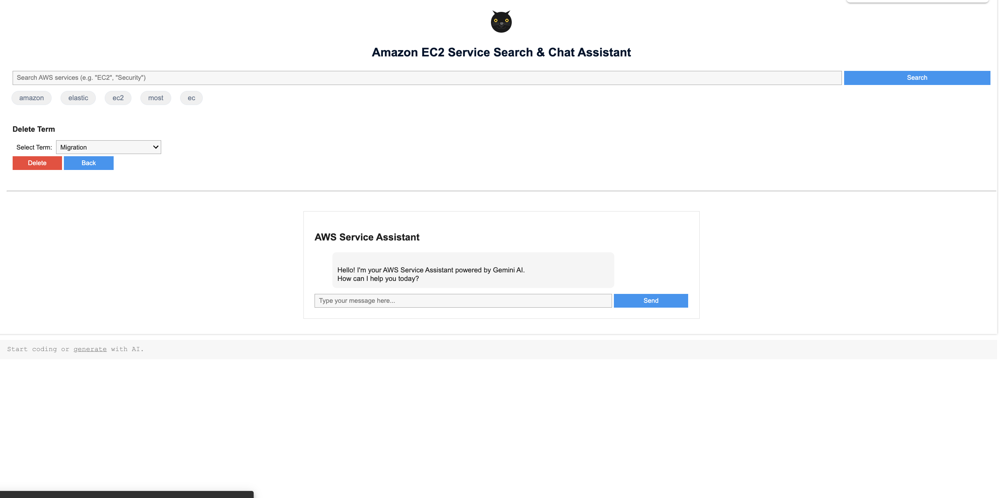 Amazon EC2 Service Search & Chat Assistant
Search AWS services (e.g. "EC2", "Security")
Search
amazon
elastic
ec2
most
ec
Delete Term
Select Term:
Migration
Delete
Back
AWS Service Assistant
Hello! I'm your AWS Service Assistant powered by Gemini AI.
How can I help you today?
Type your message here...
Send
Start coding or generate with AI.